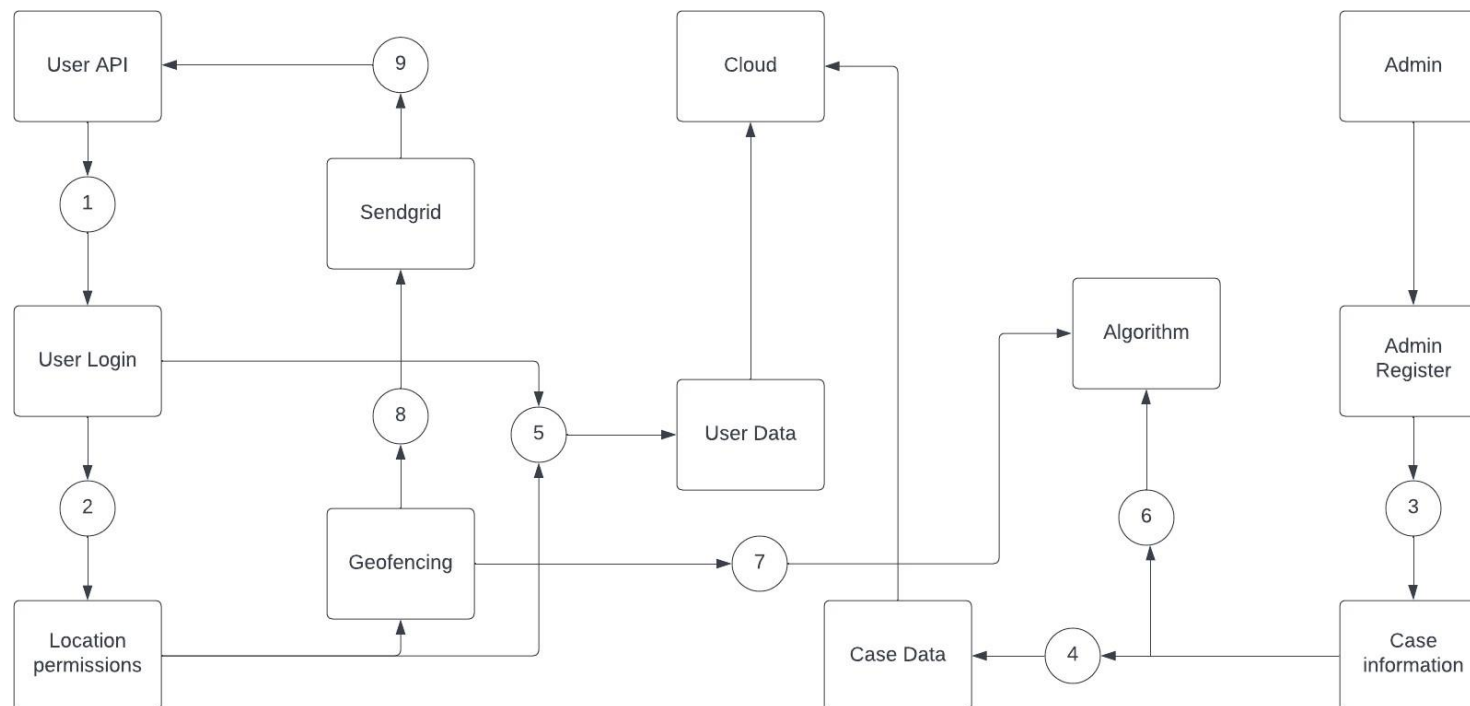 User API
9
Cloud
Admin
1
Sendgrid
User Login
Algorithm
Admin
Register
8
5
User Data
2
6
3
Geofencing
7
Location
permissions
Case Data
4
Case
information